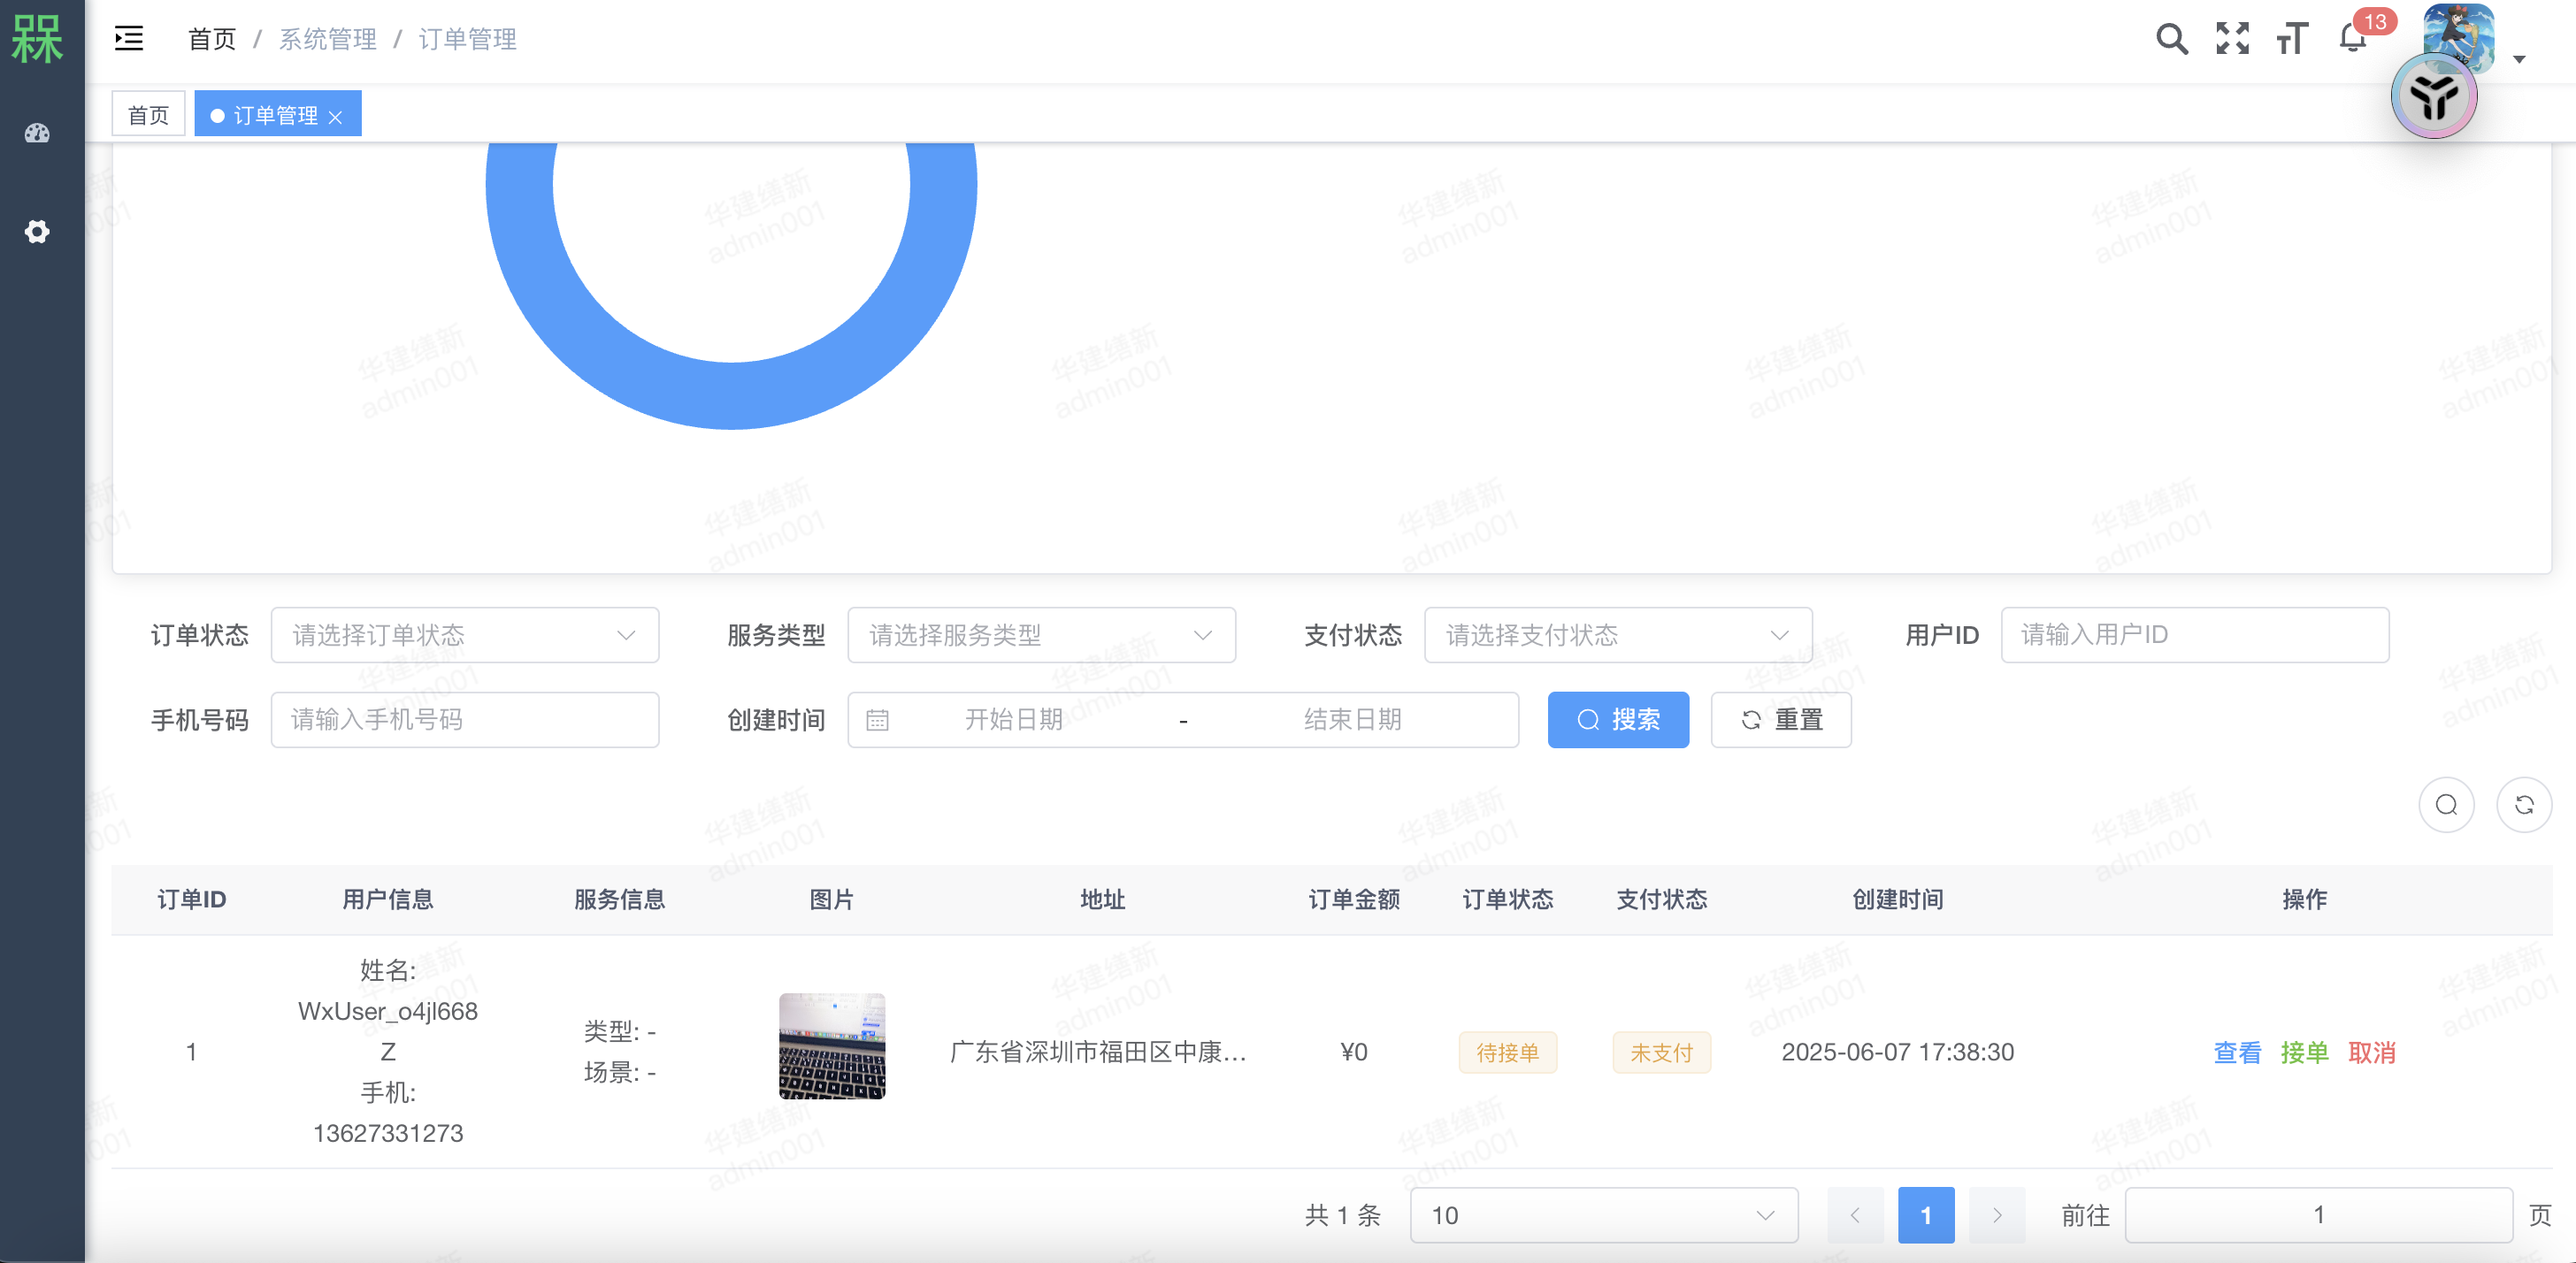 槑
首页 / 系统管理 / 订单管理
13
首页
订单管理
华建缮新
admin001
订单状态 请选择订单状态 服务类型 请选择服务类型 支付状态 请选择支付状态 用户ID 请输入用户ID
手机号码 请输入手机号码 创建时间 开始日期 - 结束日期 搜索 重置
订单ID 用户信息 服务信息 图片 地址 订单金额 订单状态 支付状态 创建时间 操作
1
姓名:
WxUser_o4jl668
Z
手机:
13627331273
类型: -
场景: -
广东省深圳市福田区中康...
¥0
待接单
未支付
2025-06-07 17:38:30
查看 接单 取消
共 1 条 10 1 前往 1 页